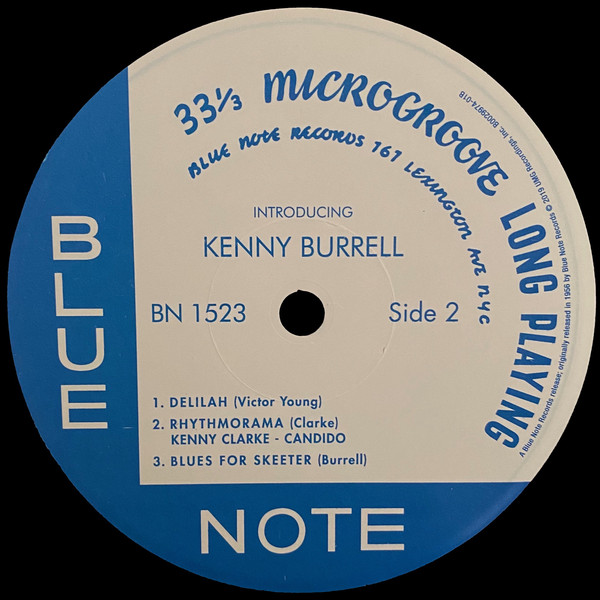 33⅓ MICROGROOVE LONG PLAYING
BLUE NOTE RECORDS 767 LEXINGTON AVE NYC
A Blue Note Records release; originally released in 1956 by Blue Note Records ℗ 2019 UMG Recordings, Inc. B0029974-01B
INTRODUCING
KENNY BURRELL
BN 1523
Side 2
1. DELILAH (Victor Young)
2. RHYTHMORAMA (Clarke)
KENNY CLARKE - CANDIDO
3. BLUES FOR SKEETER (Burrell)
BLUE
NOTE